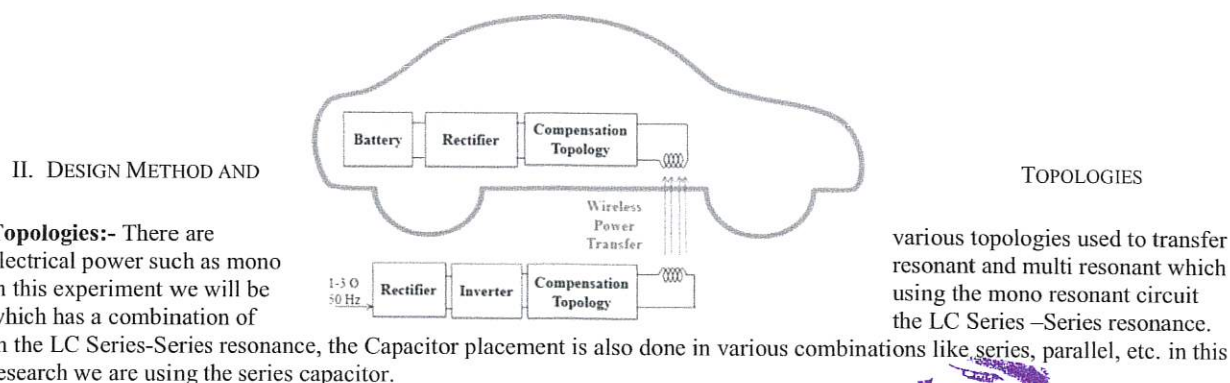 II. DESIGN METHOD AND TOPOLOGIES
Battery
Rectifier
Compensation
Topology
Wireless
Power
Transfer
1-3 Ø
50 Hz
Rectifier
Inverter
Compensation
Topology
Topologies:- There are various topologies used to transfer
electrical power such as mono resonant and multi resonant which
in this experiment we will be using the mono resonant circuit
which has a combination of the LC Series –Series resonance.
In the LC Series-Series resonance, the Capacitor placement is also done in various combinations like series, parallel, etc. in this
research we are using the series capacitor.